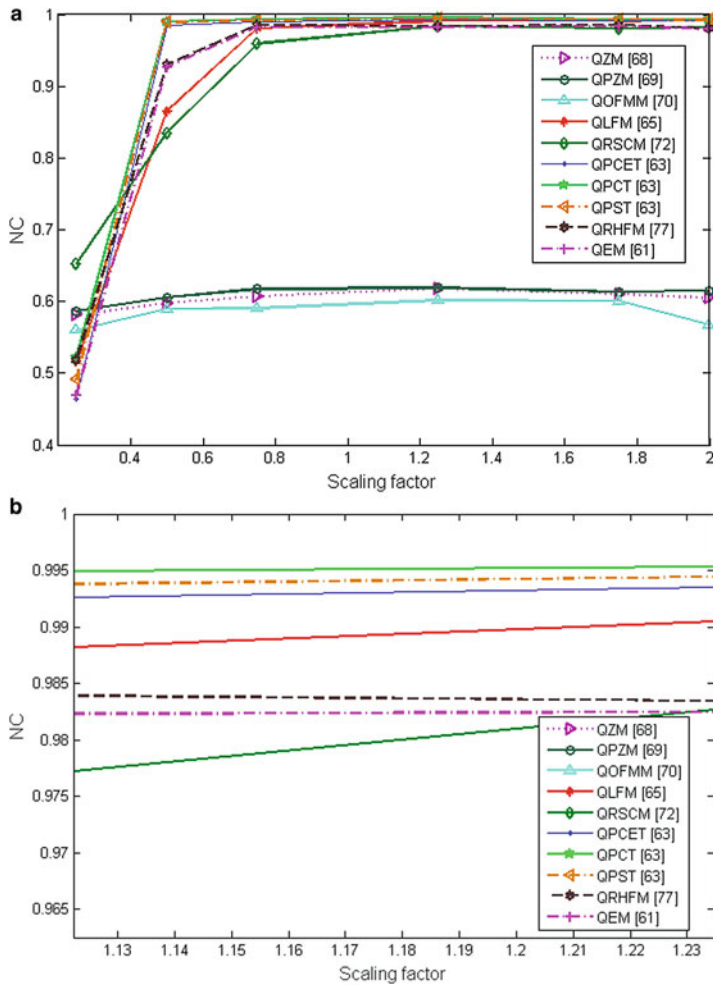 a
1
0.9
0.8
0.7
0.6
0.5
0.4
NC
QZM [68]
QPZM [69]
QOFMM [70]
QLFM [65]
QRSCM [72]
QPCET [63]
QPCT [63]
QPST [63]
QRHFM [77]
QEM [61]
0.4 0.6 0.8 1 1.2 1.4 1.6 1.8 2
Scaling factor
b
1
0.995
0.99
0.985
0.98
0.975
0.97
0.965
NC
QZM [68]
QPZM [69]
QOFMM [70]
QLFM [65]
QRSCM [72]
QPCET [63]
QPCT [63]
QPST [63]
QRHFM [77]
QEM [61]
1.13 1.14 1.15 1.16 1.17 1.18 1.19 1.2 1.21 1.22 1.23
Scaling factor